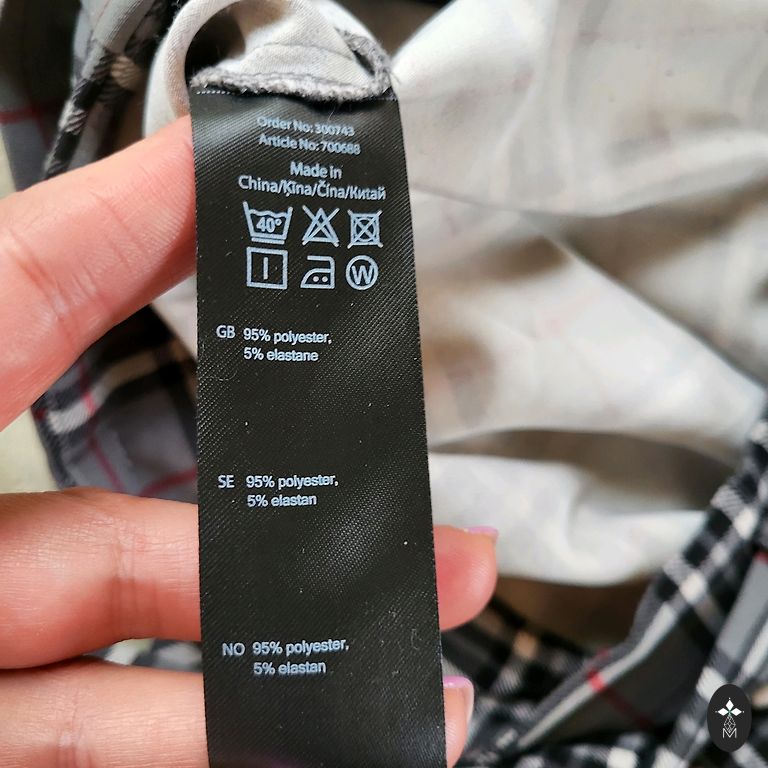 Order No: 300743
Article No: 700688
Made in
China/Ķīna/Čína/Китай
40°
W
GB 95% polyester,
5% elastane
SE 95% polyester,
5% elastan
NO 95% polyester,
5% elastan
M